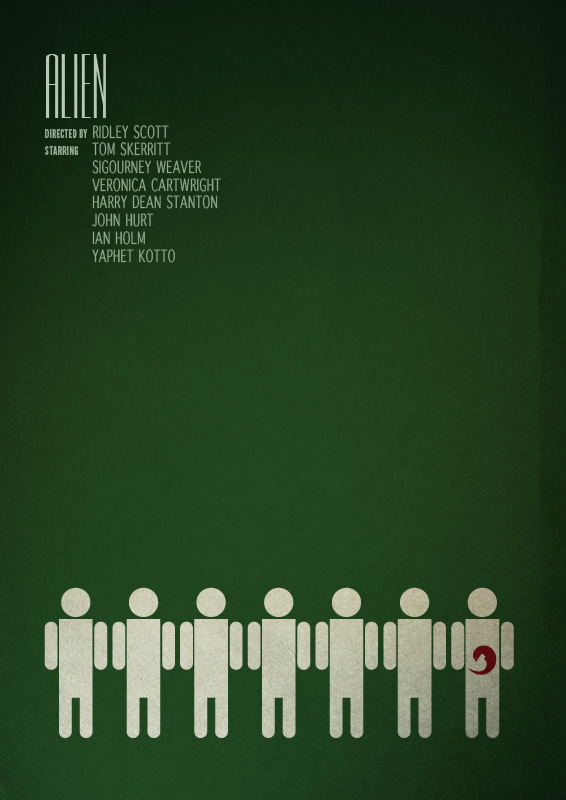 ALIEN
DIRECTED BY RIDLEY SCOTT
STARRING TOM SKERRITT
SIGOURNEY WEAVER
VERONICA CARTWRIGHT
HARRY DEAN STANTON
JOHN HURT
IAN HOLM
YAPHET KOTTO